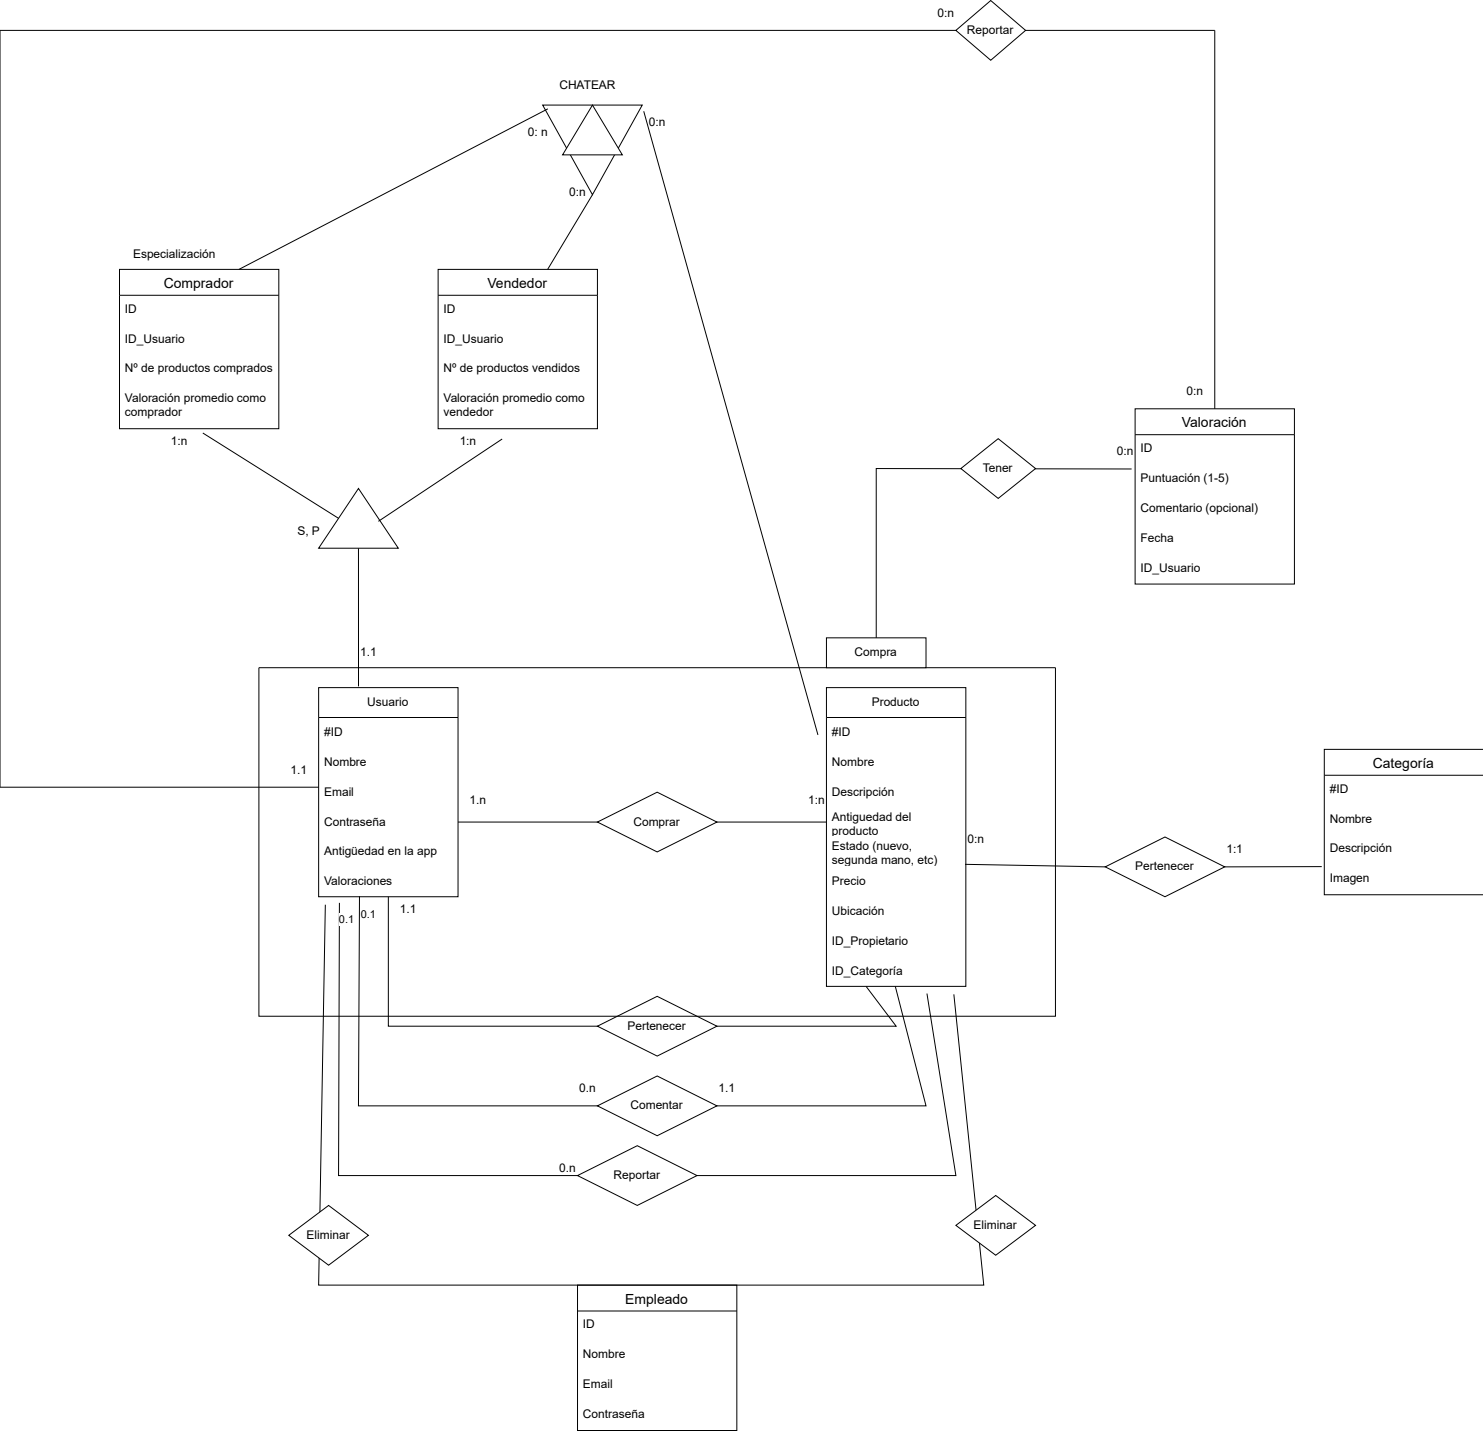 0:n
Reportar
CHATEAR
0: n
0:n
0:n
Especialización
Comprador
ID
ID_Usuario
Nº de productos comprados
Valoración promedio como
comprador
1:n
Vendedor
ID
ID_Usuario
Nº de productos vendidos
Valoración promedio como
vendedor
1:n
S, P
1.1
0:n
Valoración
ID
Puntuación (1-5)
Comentario (opcional)
Fecha
ID_Usuario
0:n
Tener
Compra
Usuario
#ID
Nombre
Email
Contraseña
Antigüedad en la app
Valoraciones
1.1
1.n
Comprar
1:n
Producto
#ID
Nombre
Descripción
Antiguedad del
producto
Estado (nuevo,
segunda mano, etc)
Precio
Ubicación
ID_Propietario
ID_Categoría
0:n
Pertenecer
1:1
Categoría
#ID
Nombre
Descripción
Imagen
0.1
0.1
1.1
Pertenecer
0.n
Comentar
1.1
0.n
Reportar
Eliminar
Eliminar
Empleado
ID
Nombre
Email
Contraseña